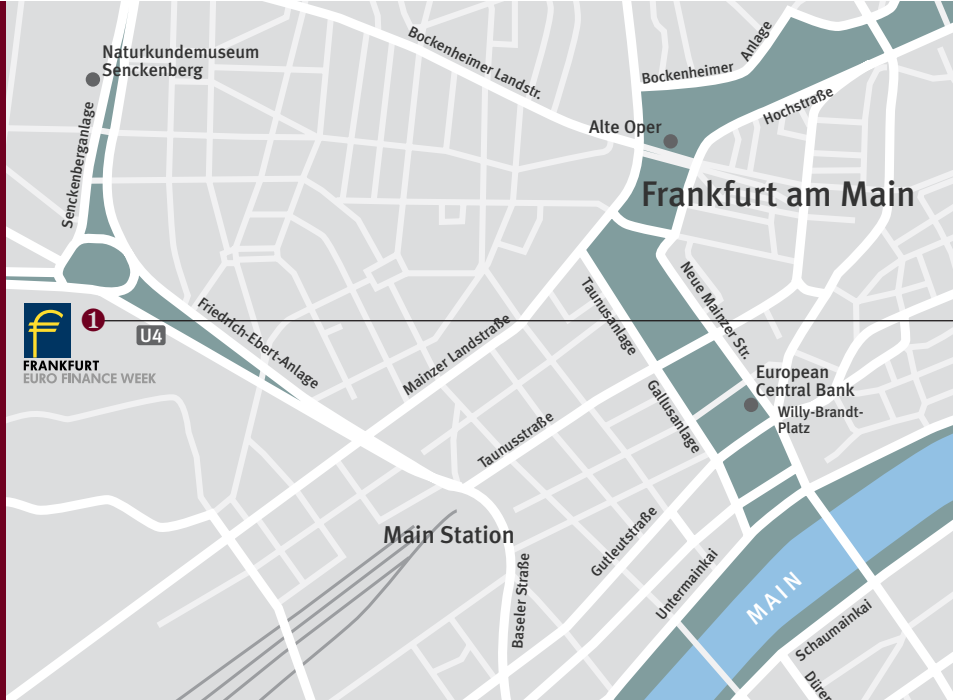 Naturkundemuseum
Senckenberg
Bockenheimer Landstr.
Bockenheimer
Anlage
Hochstraße
Alte Oper
Senckenberganlage
Frankfurt am Main
Neue Mainzer Str.
Taunusanlage.
1
U4
Friedrich-Ebert-Anlage
Mainzer Landstraße
FRANKFURT
EURO FINANCE WEEK
European
Central Bank
Willy-Brandt-
Platz
Gallusanlage
Taunusstraße
Main Station
Gutleutstraße
Untermainkai
Baseler Straße
MAIN
Schaumainkai
Dürer